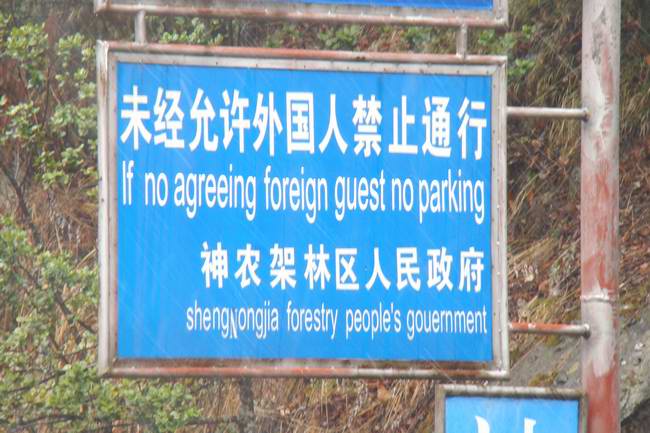 未经允许外国人禁止通行
If no agreeing foreign guest no parking
神农架林区人民政府
shengNongjia forestry people's gouernment